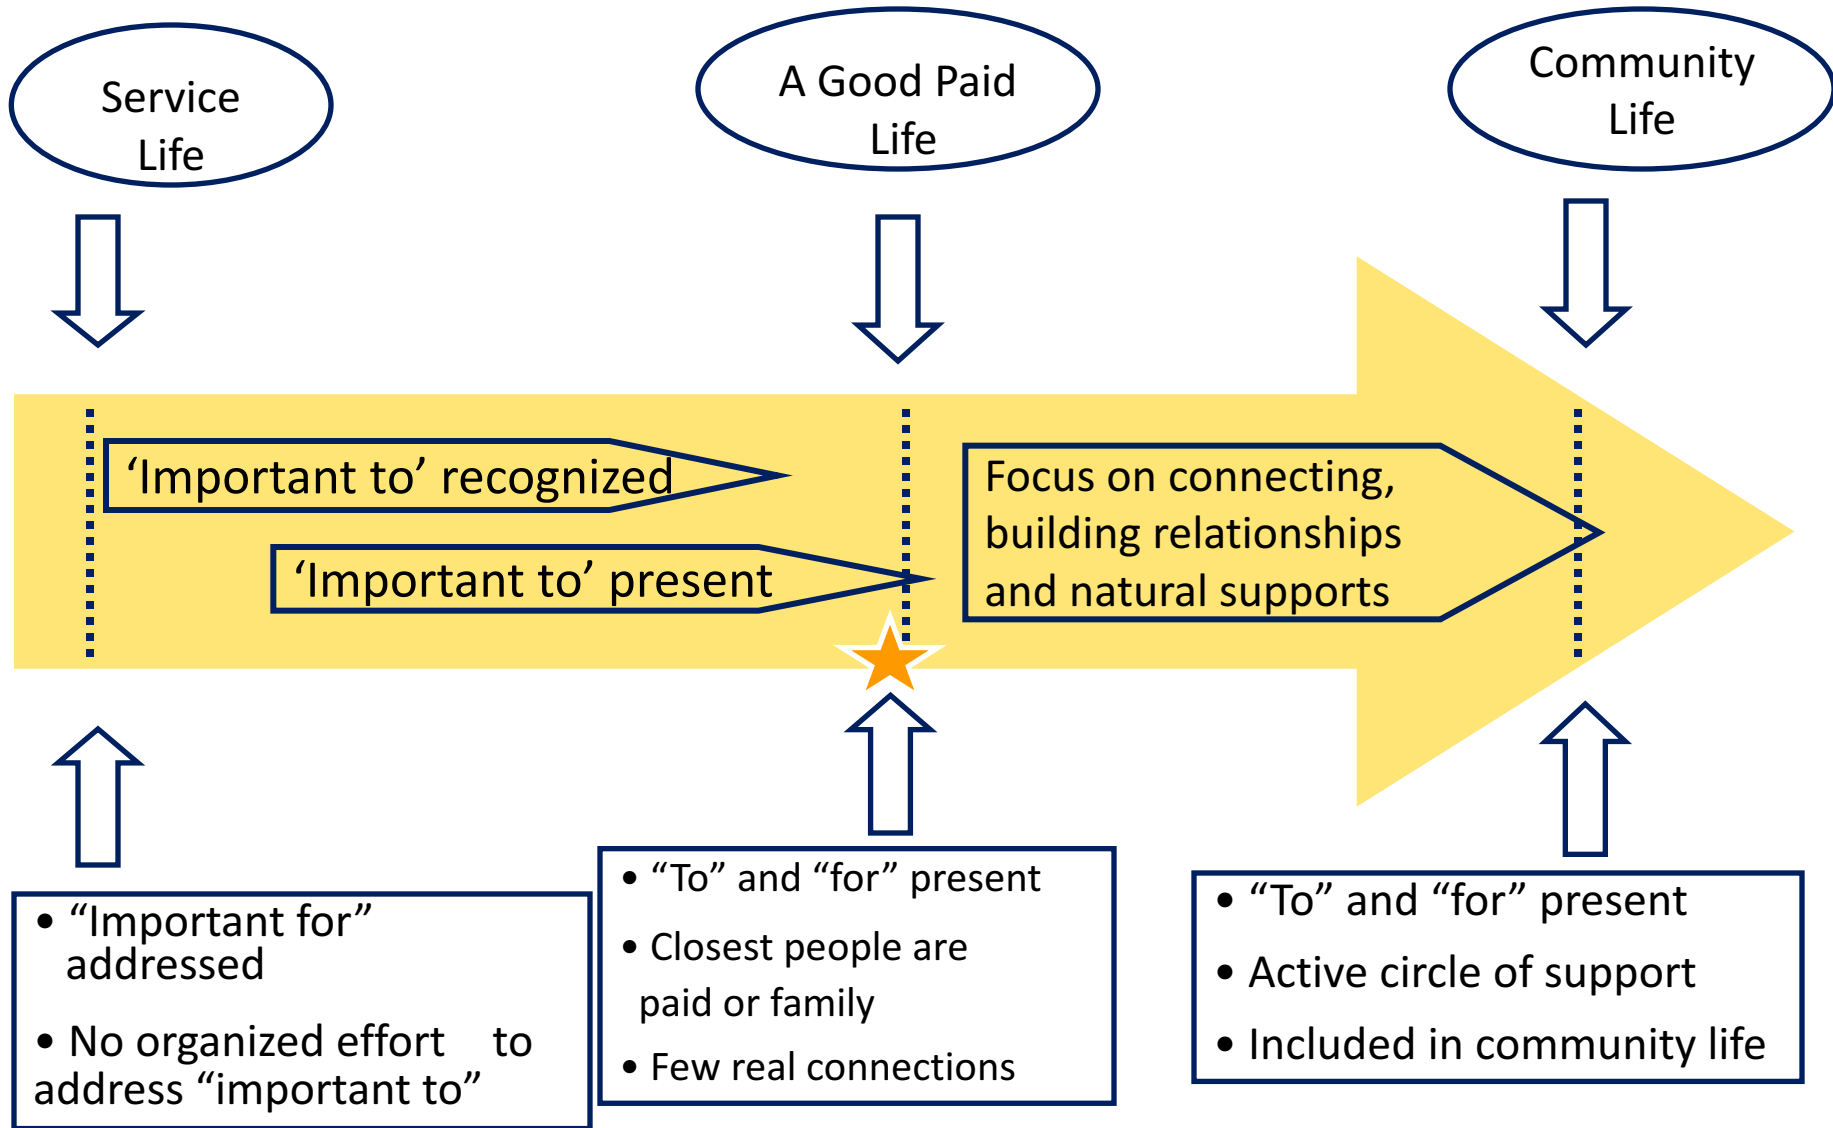 Service
Life
A Good Paid
Life
Community
Life
‘Important to’ recognized
‘Important to’ present
Focus on connecting,
building relationships
and natural supports
• “Important for”
addressed
• No organized effort to
address “important to”
• “To” and “for” present
• Closest people are
paid or family
• Few real connections
• “To” and “for” present
• Active circle of support
• Included in community life